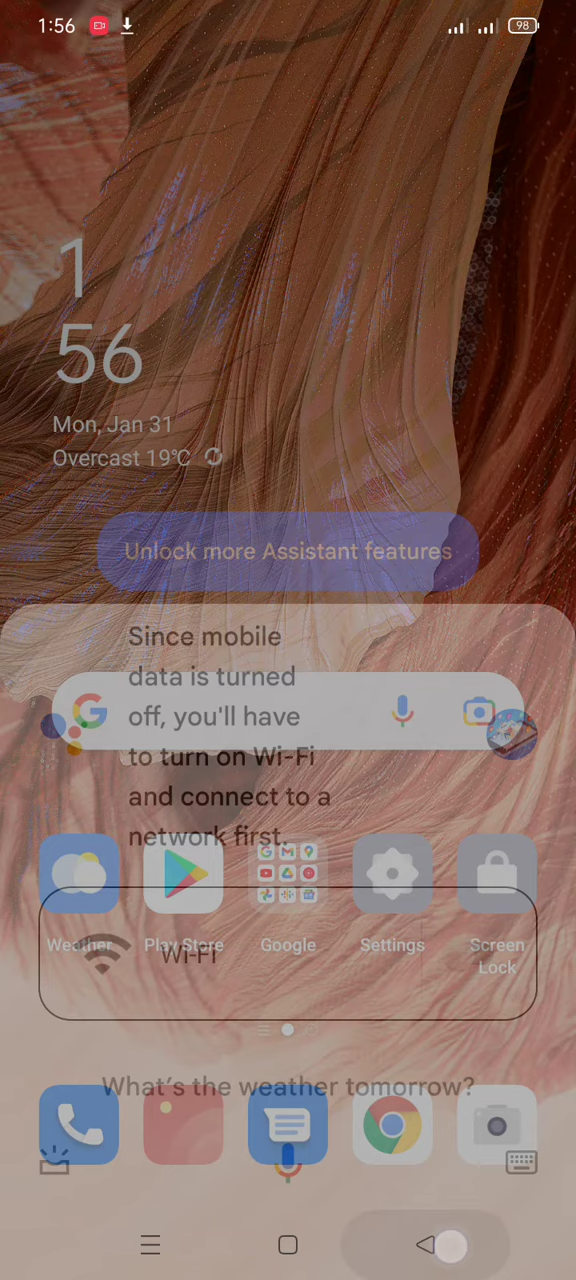 1:56
98
1
56
Mon, Jan 31
Overcast 19°C
Unlock more Assistant features
Since mobile
data is turned
off, you'll have
to turn on Wi-Fi
and connect to a
network first.
Weather
Play Store
Google
Settings
Screen
Lock
Wi-Fi
What's the weather tomorrow?